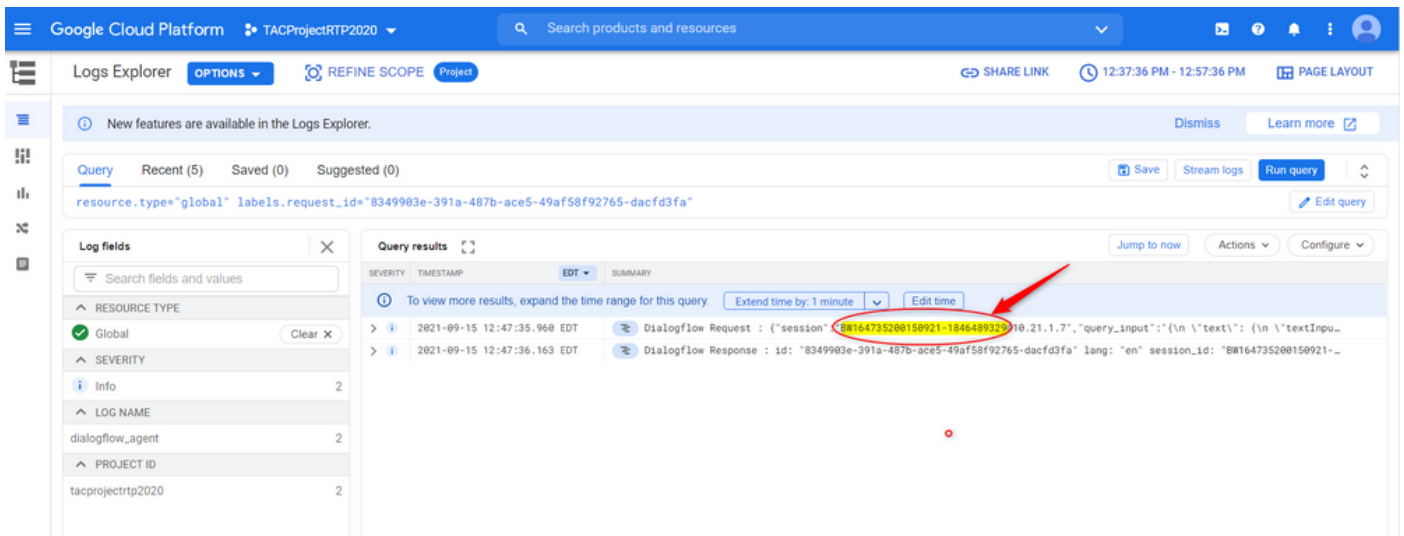 Google Cloud Platform TACProjectRTP2020 Search products and resources
Logs Explorer OPTIONS REFINE SCOPE Project SHARE LINK 12:37:36 PM - 12:57:36 PM PAGE LAYOUT
New features are available in the Logs Explorer. Dismiss Learn more
Query Recent (5) Saved (0) Suggested (0) Save Stream logs Run query
resource.type="global" labels.request_id="8349903e-391a-487b-ace5-49af58f92765-dacfd3fa" Edit query
Log fields Query results Jump to now Actions Configure
Search fields and values SEVERITY TIMESTAMP EDT SUMMARY
RESOURCE TYPE To view more results, expand the time range for this query. Extend time by: 1 minute Edit time
Global Clear X 2021-09-15 12:47:35.960 EDT Dialogflow Request : {"session":"BW164735200150921-1846489329@10.21.1.7","query_input":"{\n \"text\": {\n \"textInpu…
SEVERITY 2021-09-15 12:47:36.163 EDT Dialogflow Response : id: "8349903e-391a-487b-ace5-49af58f92765-dacfd3fa" lang: "en" session_id: "BW164735200150921-…
Info 2
LOG NAME
dialogflow_agent 2
PROJECT ID
tacprojectrtp2020 2